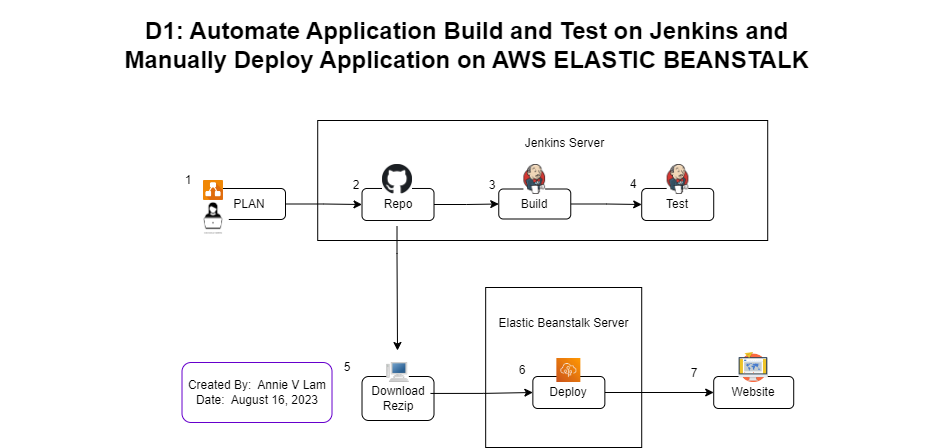 D1: Automate Application Build and Test on Jenkins and
Manually Deploy Application on AWS ELASTIC BEANSTALK
Jenkins Server
1
PLAN
2
Repo
3
Build
4
Test
Elastic Beanstalk Server
Created By:  Annie V Lam
Date:  August 16, 2023
5
Download
Rezip
6
Deploy
7
Website